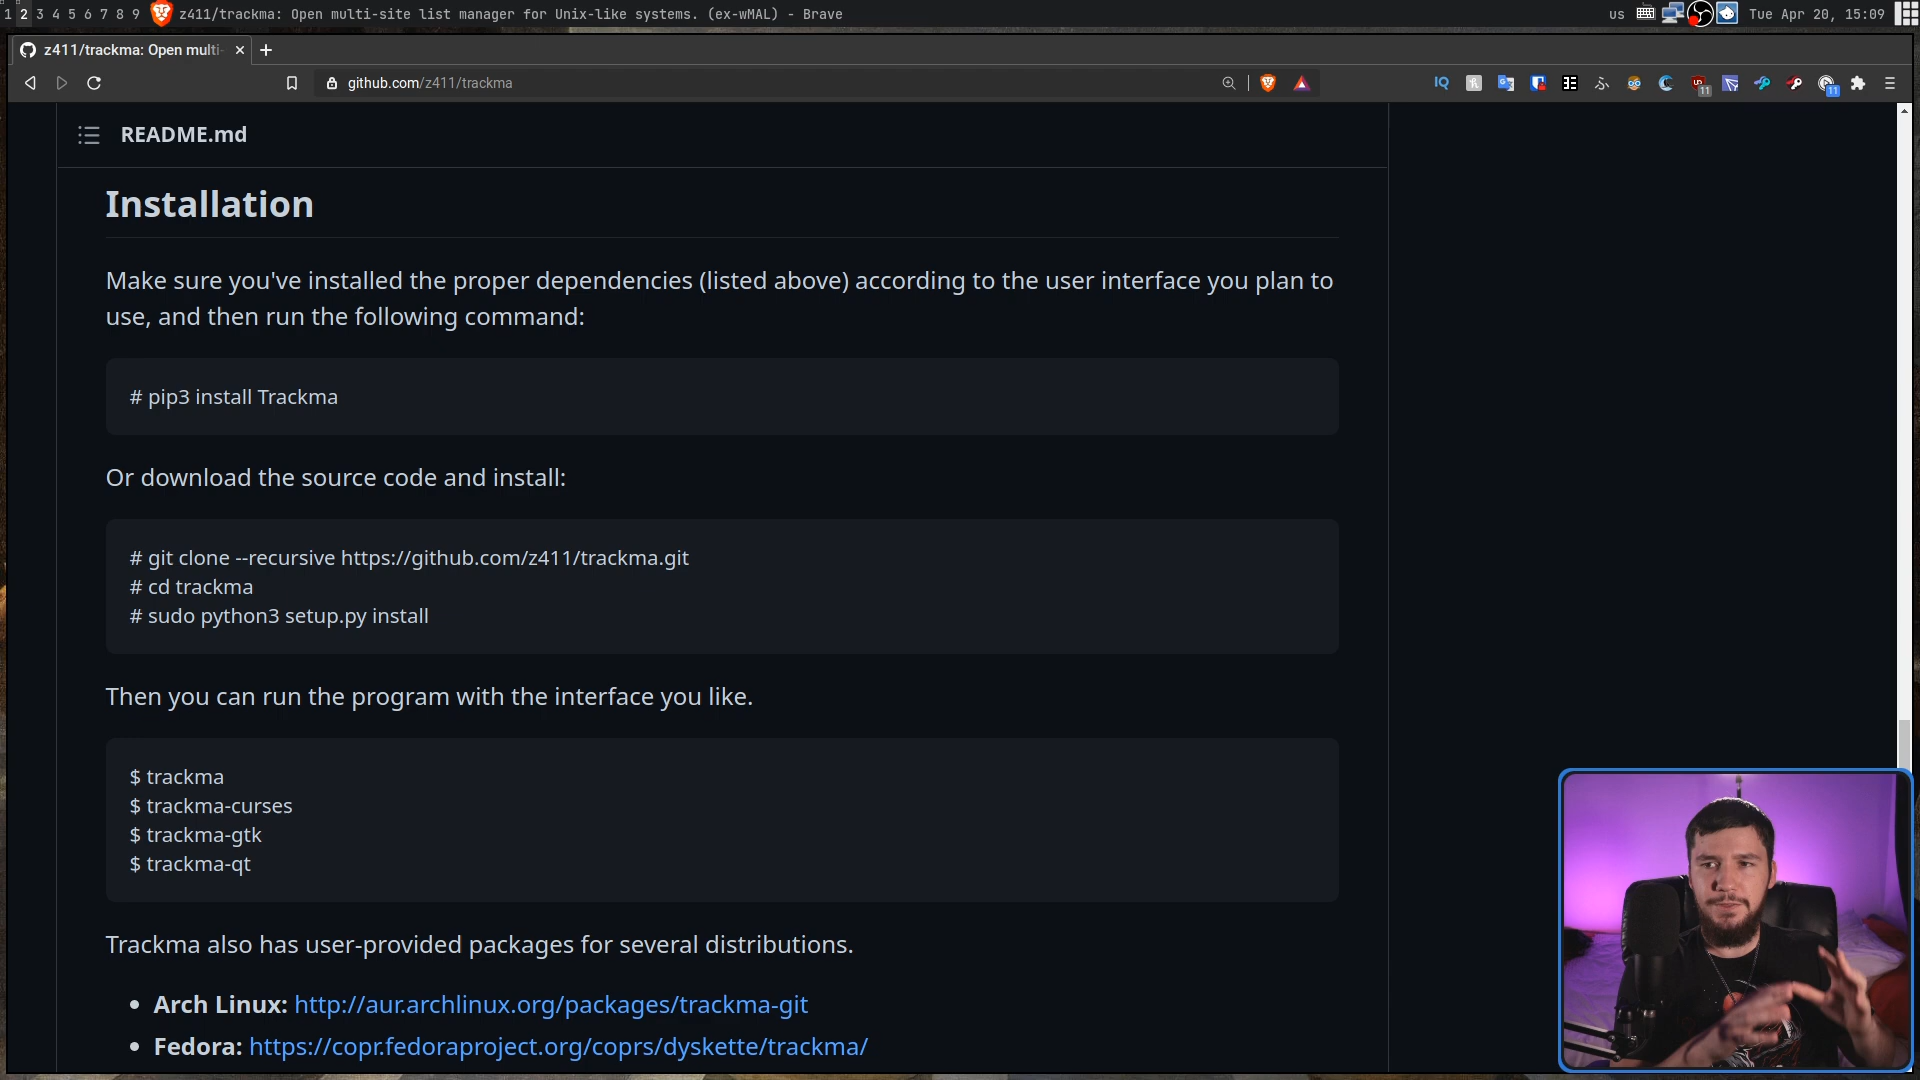 1 2 3 4 5 6 7 8 9 z411/trackma: Open multi-site list manager for Unix-like systems. (ex-wMAL) - Brave us Tue Apr 20, 15:09
z411/trackma: Open multi-
github.com/z411/trackma IQ 11 11
README.md
Installation
Make sure you've installed the proper dependencies (listed above) according to the user interface you plan to
use, and then run the following command:
# pip3 install Trackma
Or download the source code and install:
# git clone --recursive https://github.com/z411/trackma.git
# cd trackma
# sudo python3 setup.py install
Then you can run the program with the interface you like.
$ trackma
$ trackma-curses
$ trackma-gtk
$ trackma-qt
Trackma also has user-provided packages for several distributions.
• Arch Linux: http://aur.archlinux.org/packages/trackma-git
• Fedora: https://copr.fedoraproject.org/coprs/dyskette/trackma/